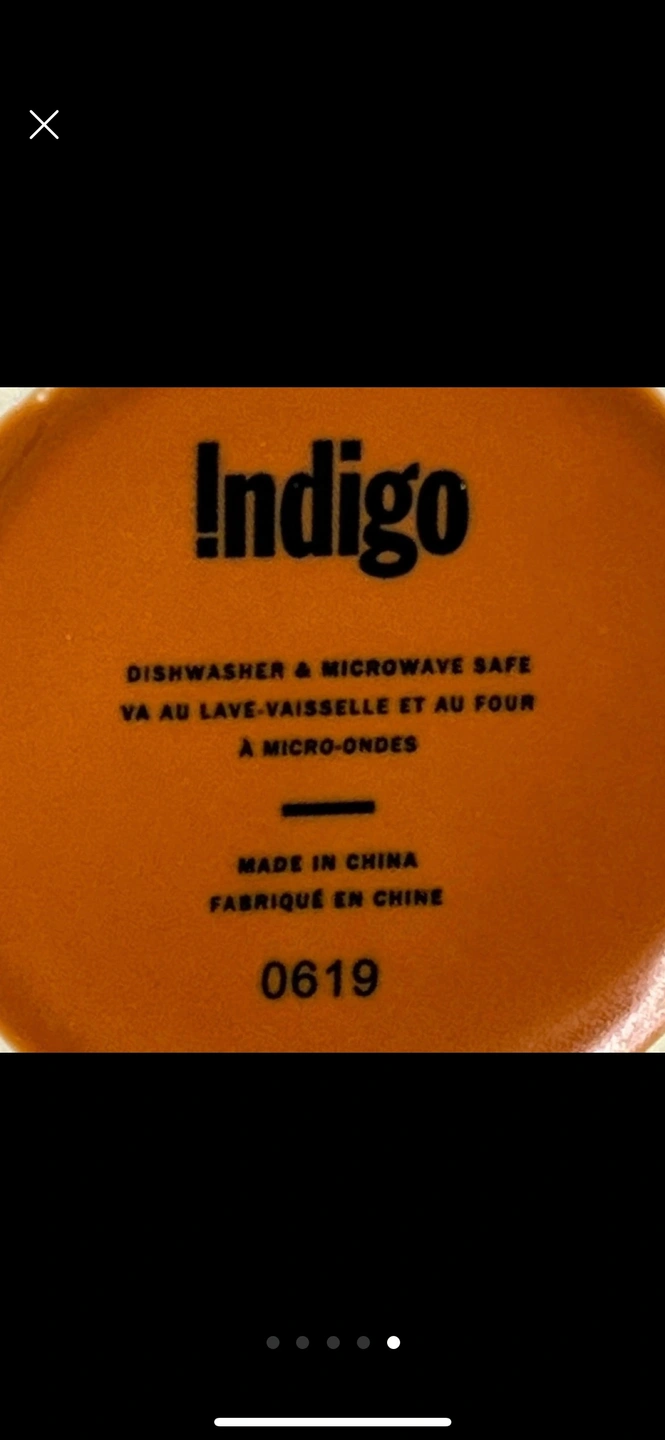 Indigo
DISHWASHER & MICROWAVE SAFE
VA AU LAVE-VAISSELLE ET AU FOUR
À MICRO-ONDES
MADE IN CHINA
FABRIQUÉ EN CHINE
0619